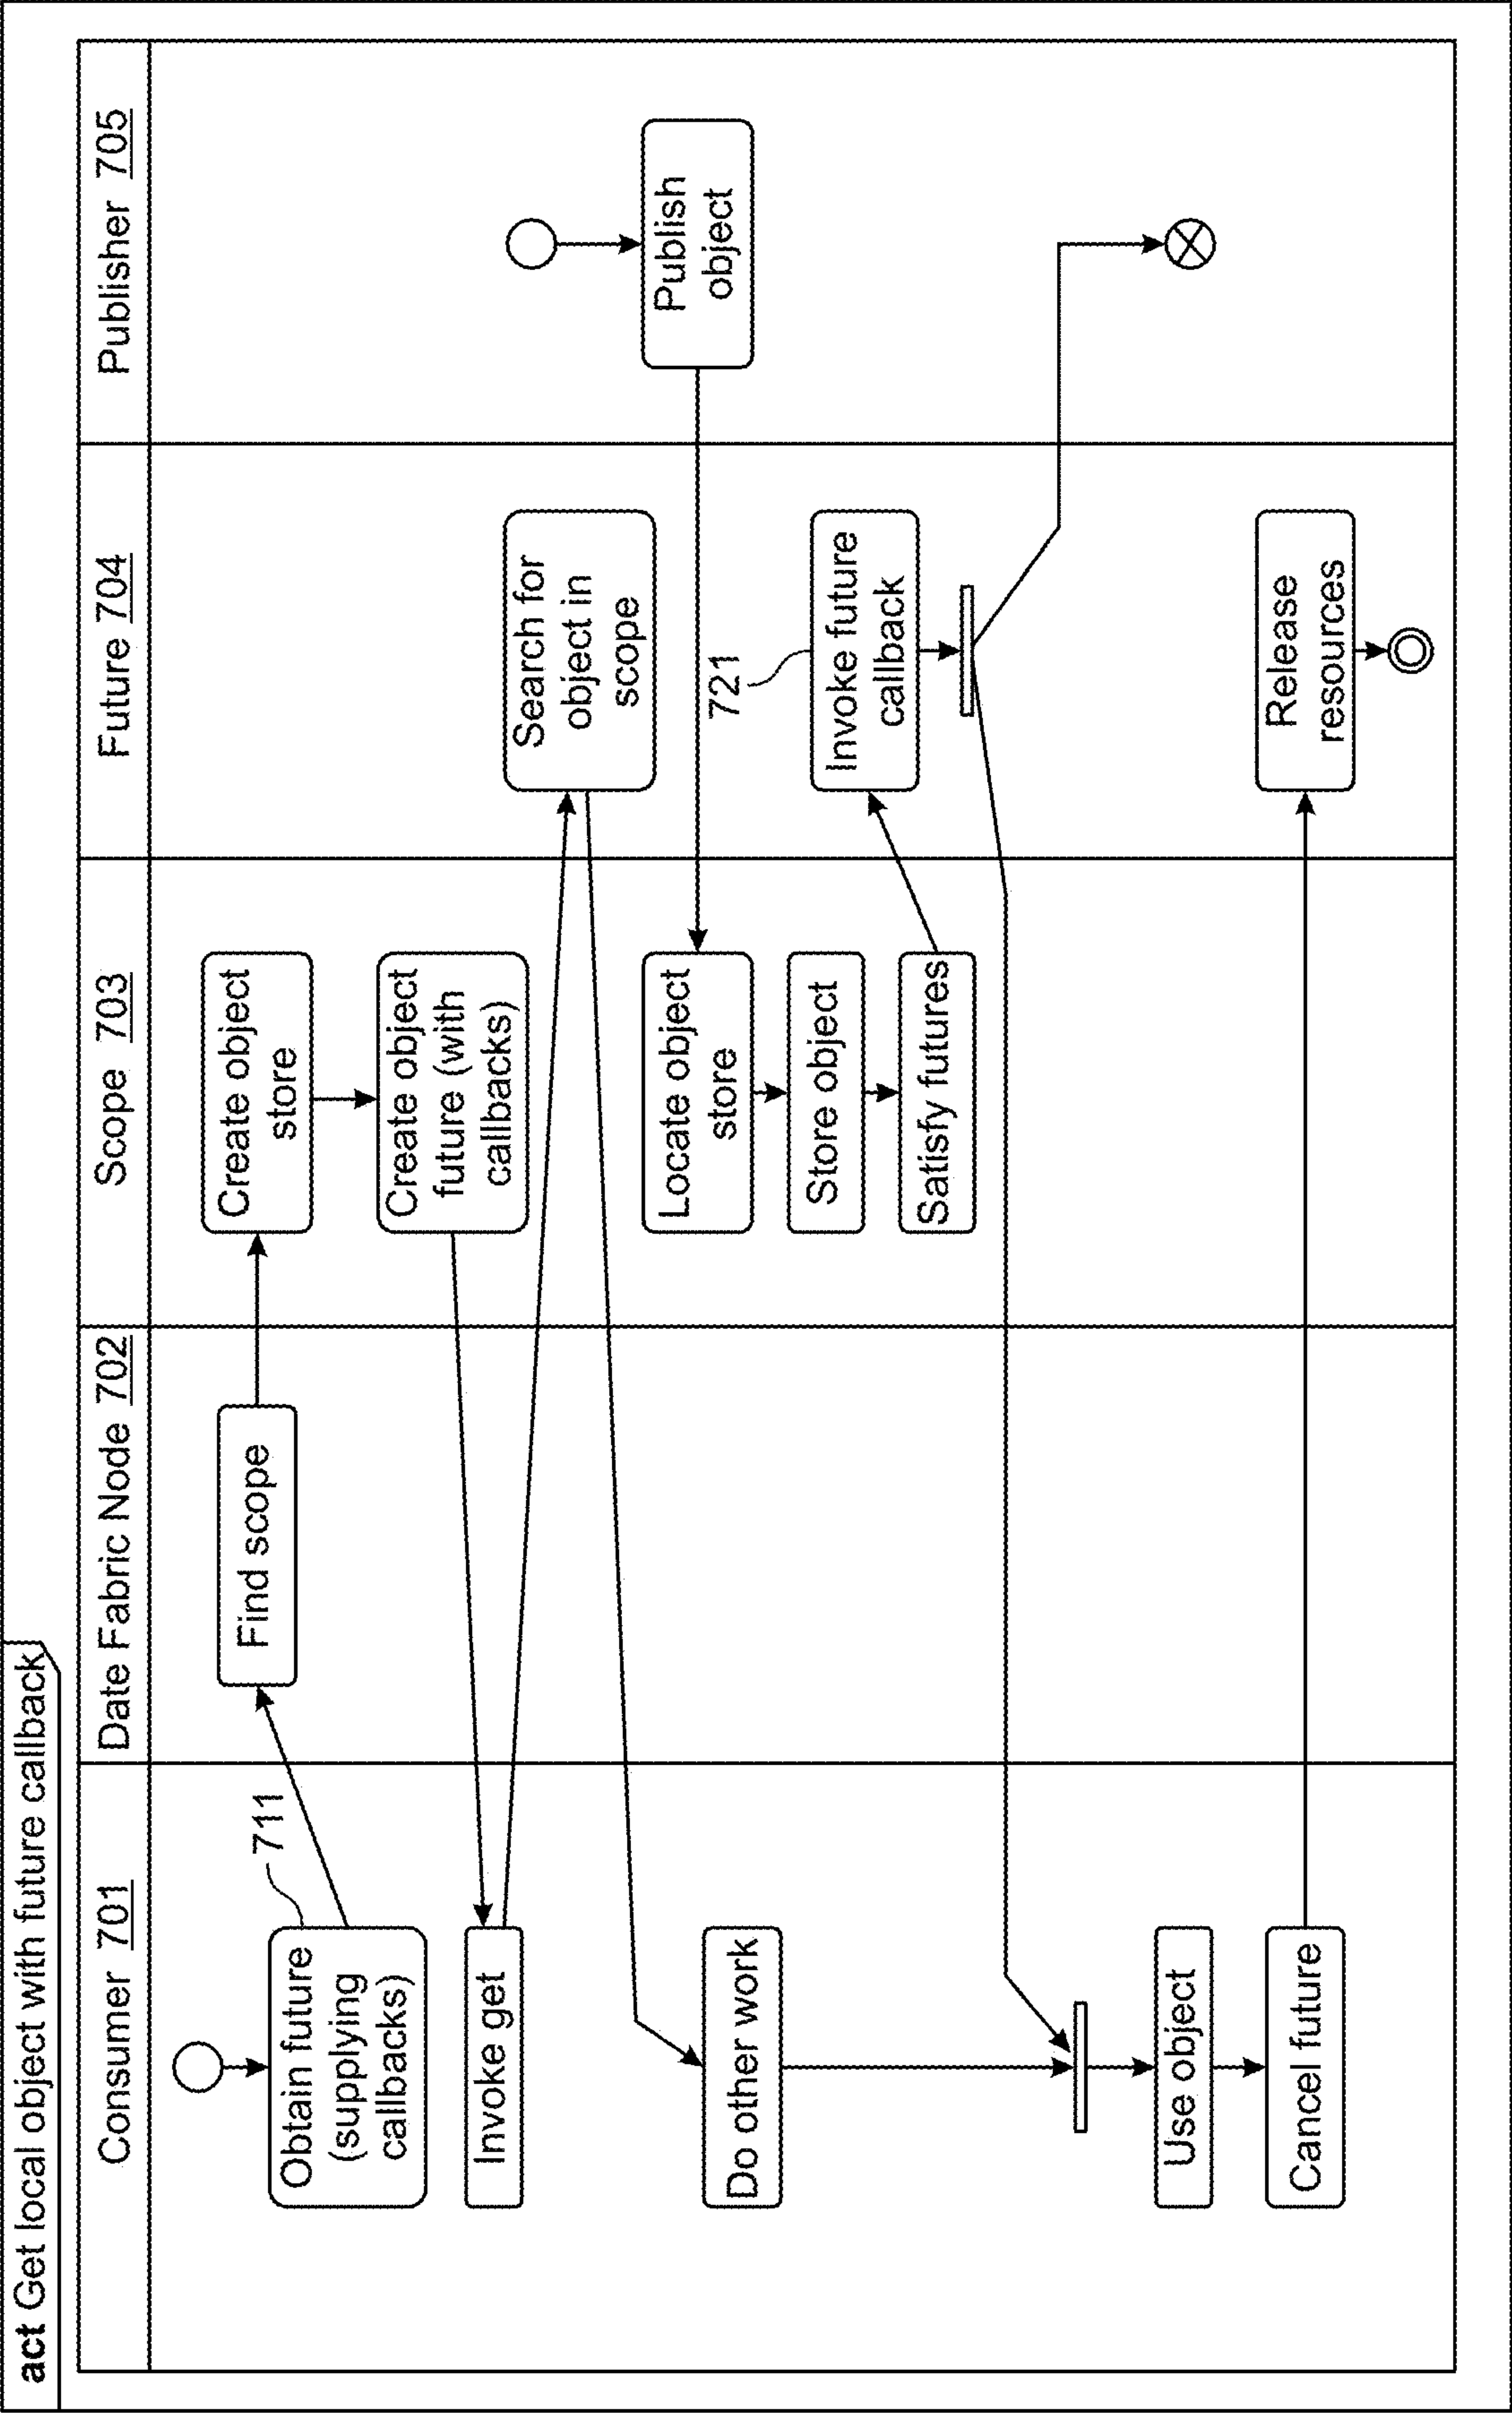 act Get local object with future callback
Consumer 701
Date Fabric Node 702
Scope 703
Future 704
Publisher 705
711
Obtain future
(supplying
callbacks)
Find scope
Create object
store
Create object
future (with
callbacks)
Invoke get
Search for
object in
scope
Publish
object
Do other work
Locate object
store
Store object
Satisfy futures
721
Invoke future
callback
Use object
Cancel future
Release
resources